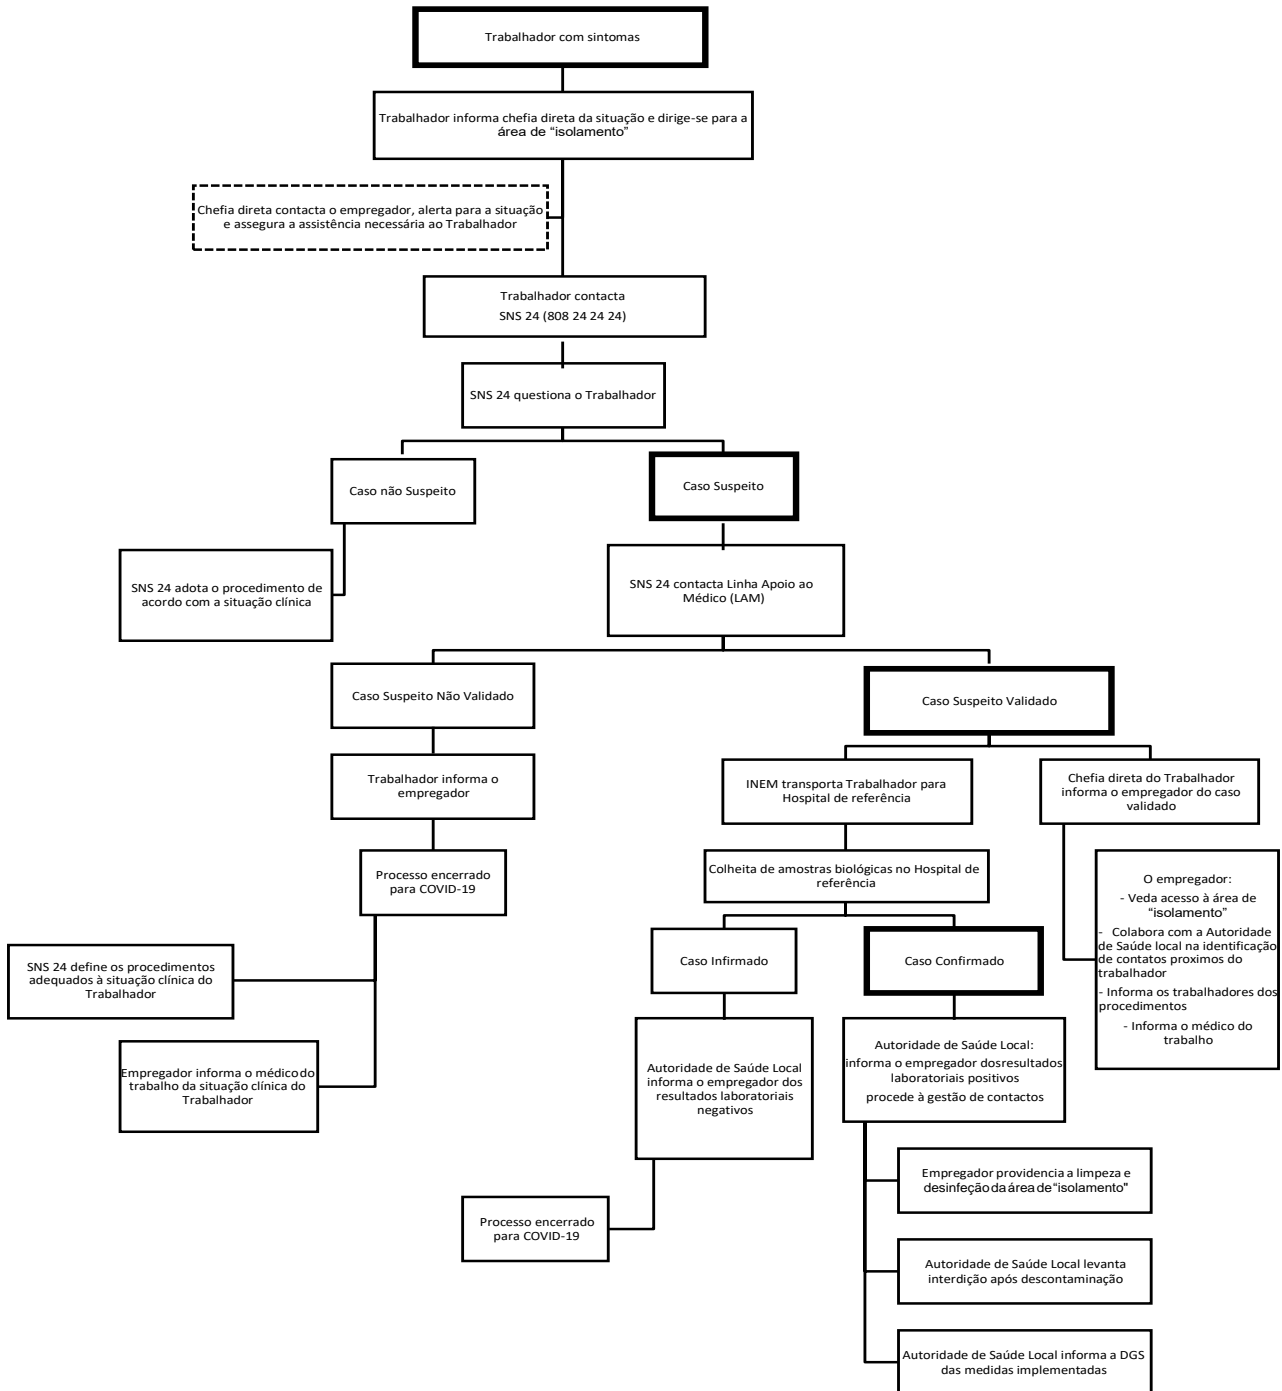 Trabalhador com sintomas
Trabalhador informa chefia direta da situação e dirige-se para a
área de “isolamento”
Chefia direta contacta o empregador, alerta para a situação
e assegura a assistência necessária ao Trabalhador
Trabalhador contacta
SNS 24 (808 24 24 24)
SNS 24 questiona o Trabalhador
Caso não Suspeito
Caso Suspeito
SNS 24 adota o procedimento de
acordo com a situação clínica
SNS 24 contacta Linha Apoio ao
Médico (LAM)
Caso Suspeito Não Validado
Caso Suspeito Validado
Trabalhador informa o
empregador
INEM transporta Trabalhador para
Hospital de referência
Chefia direta do Trabalhador
informa o empregador do caso
validado
Processo encerrado
para COVID-19
Colheita de amostras biológicas no Hospital de
referência
O empregador:
- Veda acesso à área de
“isolamento”
- Colabora com a Autoridade
de Saúde local na identificação
de contatos proximos do
trabalhador
- Informa os trabalhadores dos
procedimentos
- Informa o médico do
trabalho
SNS 24 define os procedimentos
adequados à situação clínica do
Trabalhador
Caso Infirmado
Caso Confirmado
Empregador informa o médico do
trabalho da situação clínica do
Trabalhador
Autoridade de Saúde Local
informa o empregador dos
resultados laboratoriais
negativos
Autoridade de Saúde Local:
informa o empregador dosresultados
laboratoriais positivos
procede à gestão de contactos
Processo encerrado
para COVID-19
Empregador providencia a limpeza e
desinfeção da área de “isolamento”
Autoridade de Saúde Local levanta
interdição após descontaminação
Autoridade de Saúde Local informa a DGS
das medidas implementadas